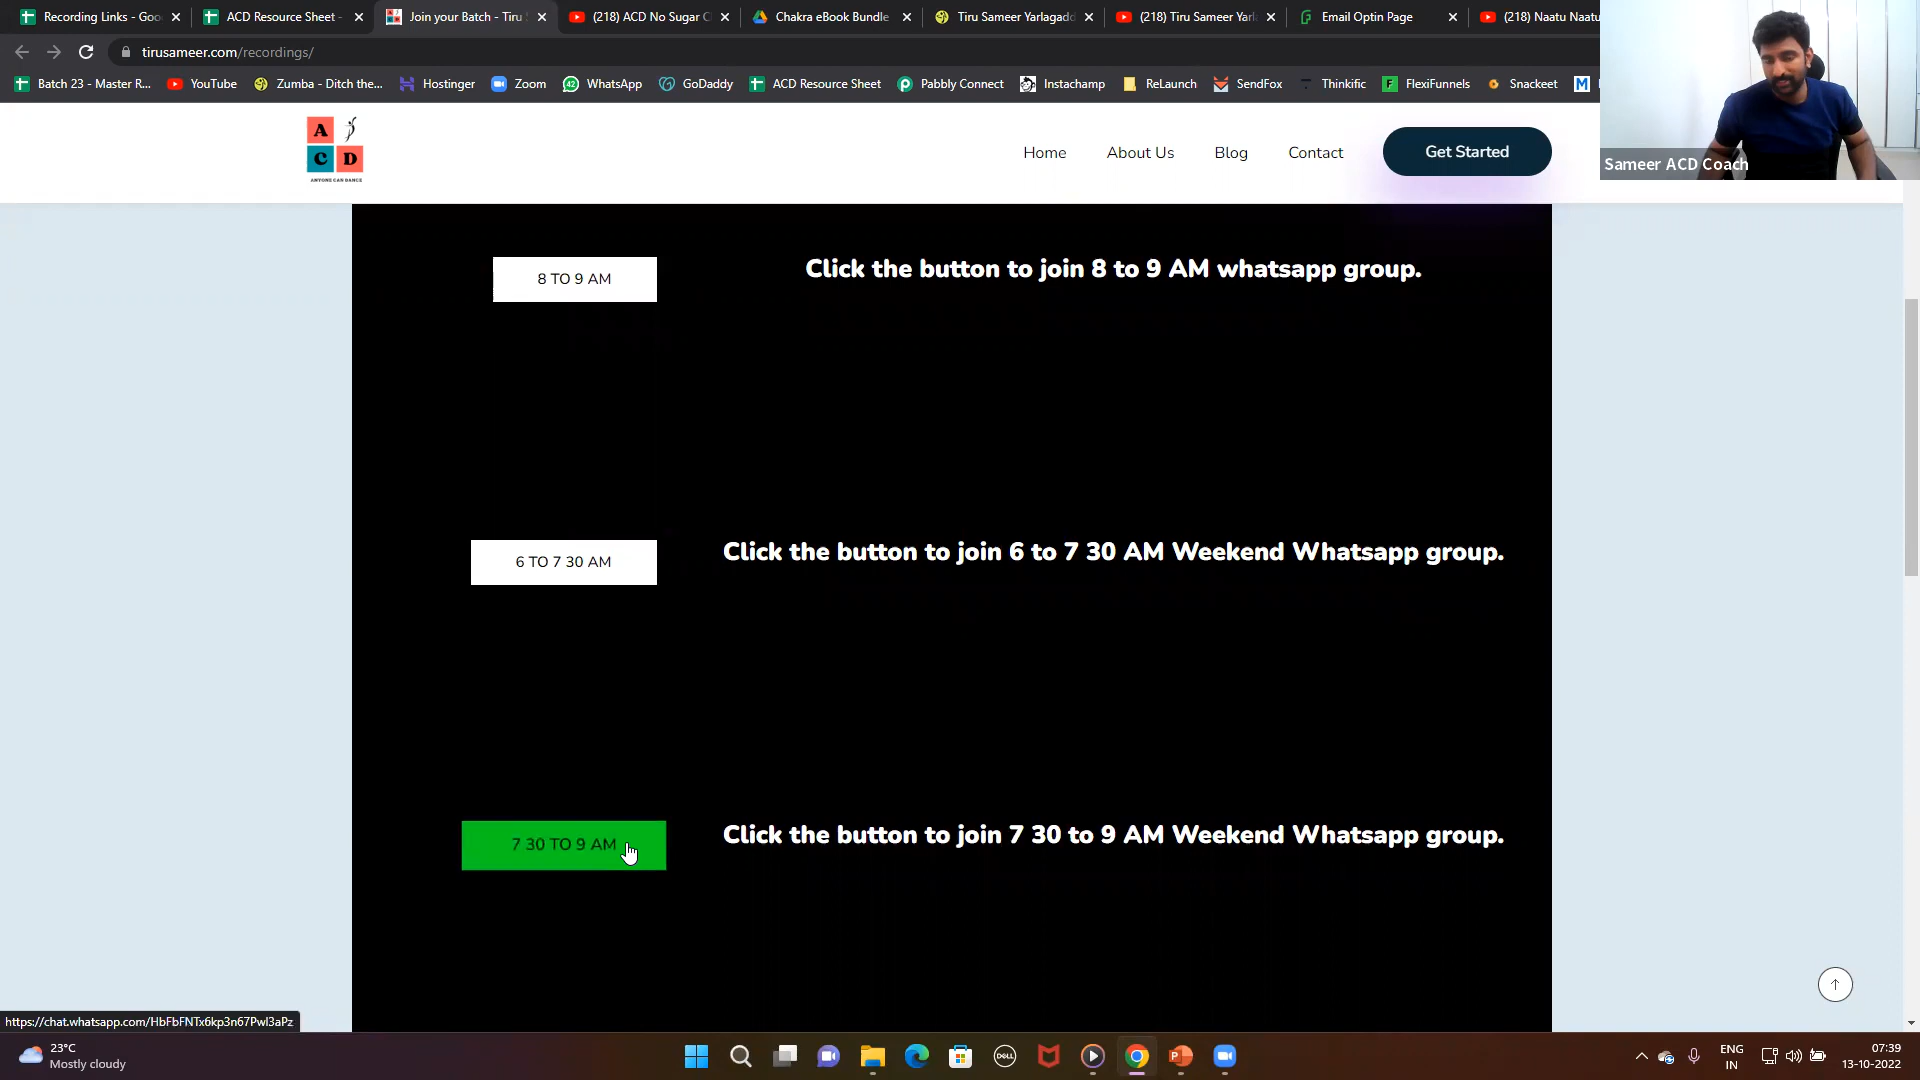 Recording Links - Goo
ACD Resource Sheet -
Join your Batch - Tiru
(218) ACD No Sugar C
Chakra eBook Bundle
Tiru Sameer Yarlagadd
(218) Tiru Sameer Yarl
Email Optin Page
(218) Naatu Naatu
tirusameer.com/recordings/
Batch 23 - Master R...
YouTube
Zumba - Ditch the...
Hostinger
Zoom
42
WhatsApp
GoDaddy
ACD Resource Sheet
Pabbly Connect
Instachamp
ReLaunch
SendFox
Thinkific
FlexiFunnels
Snackeet
M
A
C D
ANYONE CAN DANCE
Home
About Us
Blog
Contact
Get Started
Sameer ACD Coach
8 TO 9 AM
Click the button to join 8 to 9 AM whatsapp group.
6 TO 7 30 AM
Click the button to join 6 to 7 30 AM Weekend Whatsapp group.
7 30 TO 9 AM
Click the button to join 7 30 to 9 AM Weekend Whatsapp group.
https://chat.whatsapp.com/HbFbFNTx6kp3n67Pwl3aPz
23°C
Mostly cloudy
DELL
ENG
IN
07:39
13-10-2022